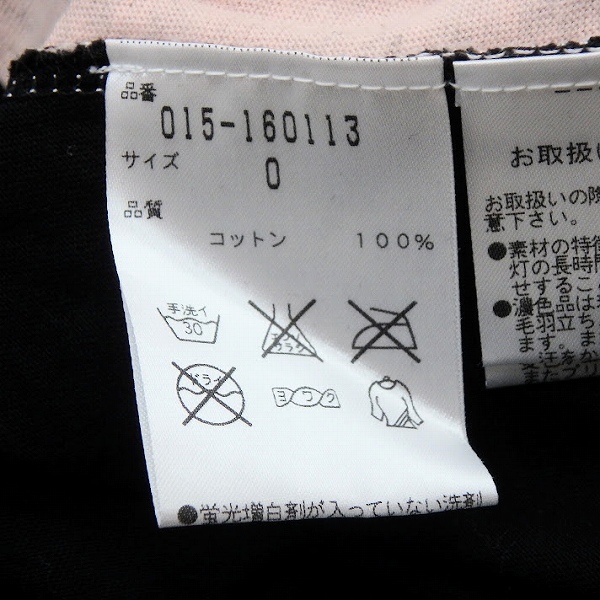 品番
015-160113
サイズ
0
品質
コットン 100%
手洗イ
30
エンソ
サラシ
ドライ
ヨワク
●蛍光増白剤が入っていない洗剤
お取扱い
お取扱いの際
意下さい。
●素材の特徴
灯の長時間
せするこ
●濃色品は
毛羽立ち
ます。ま